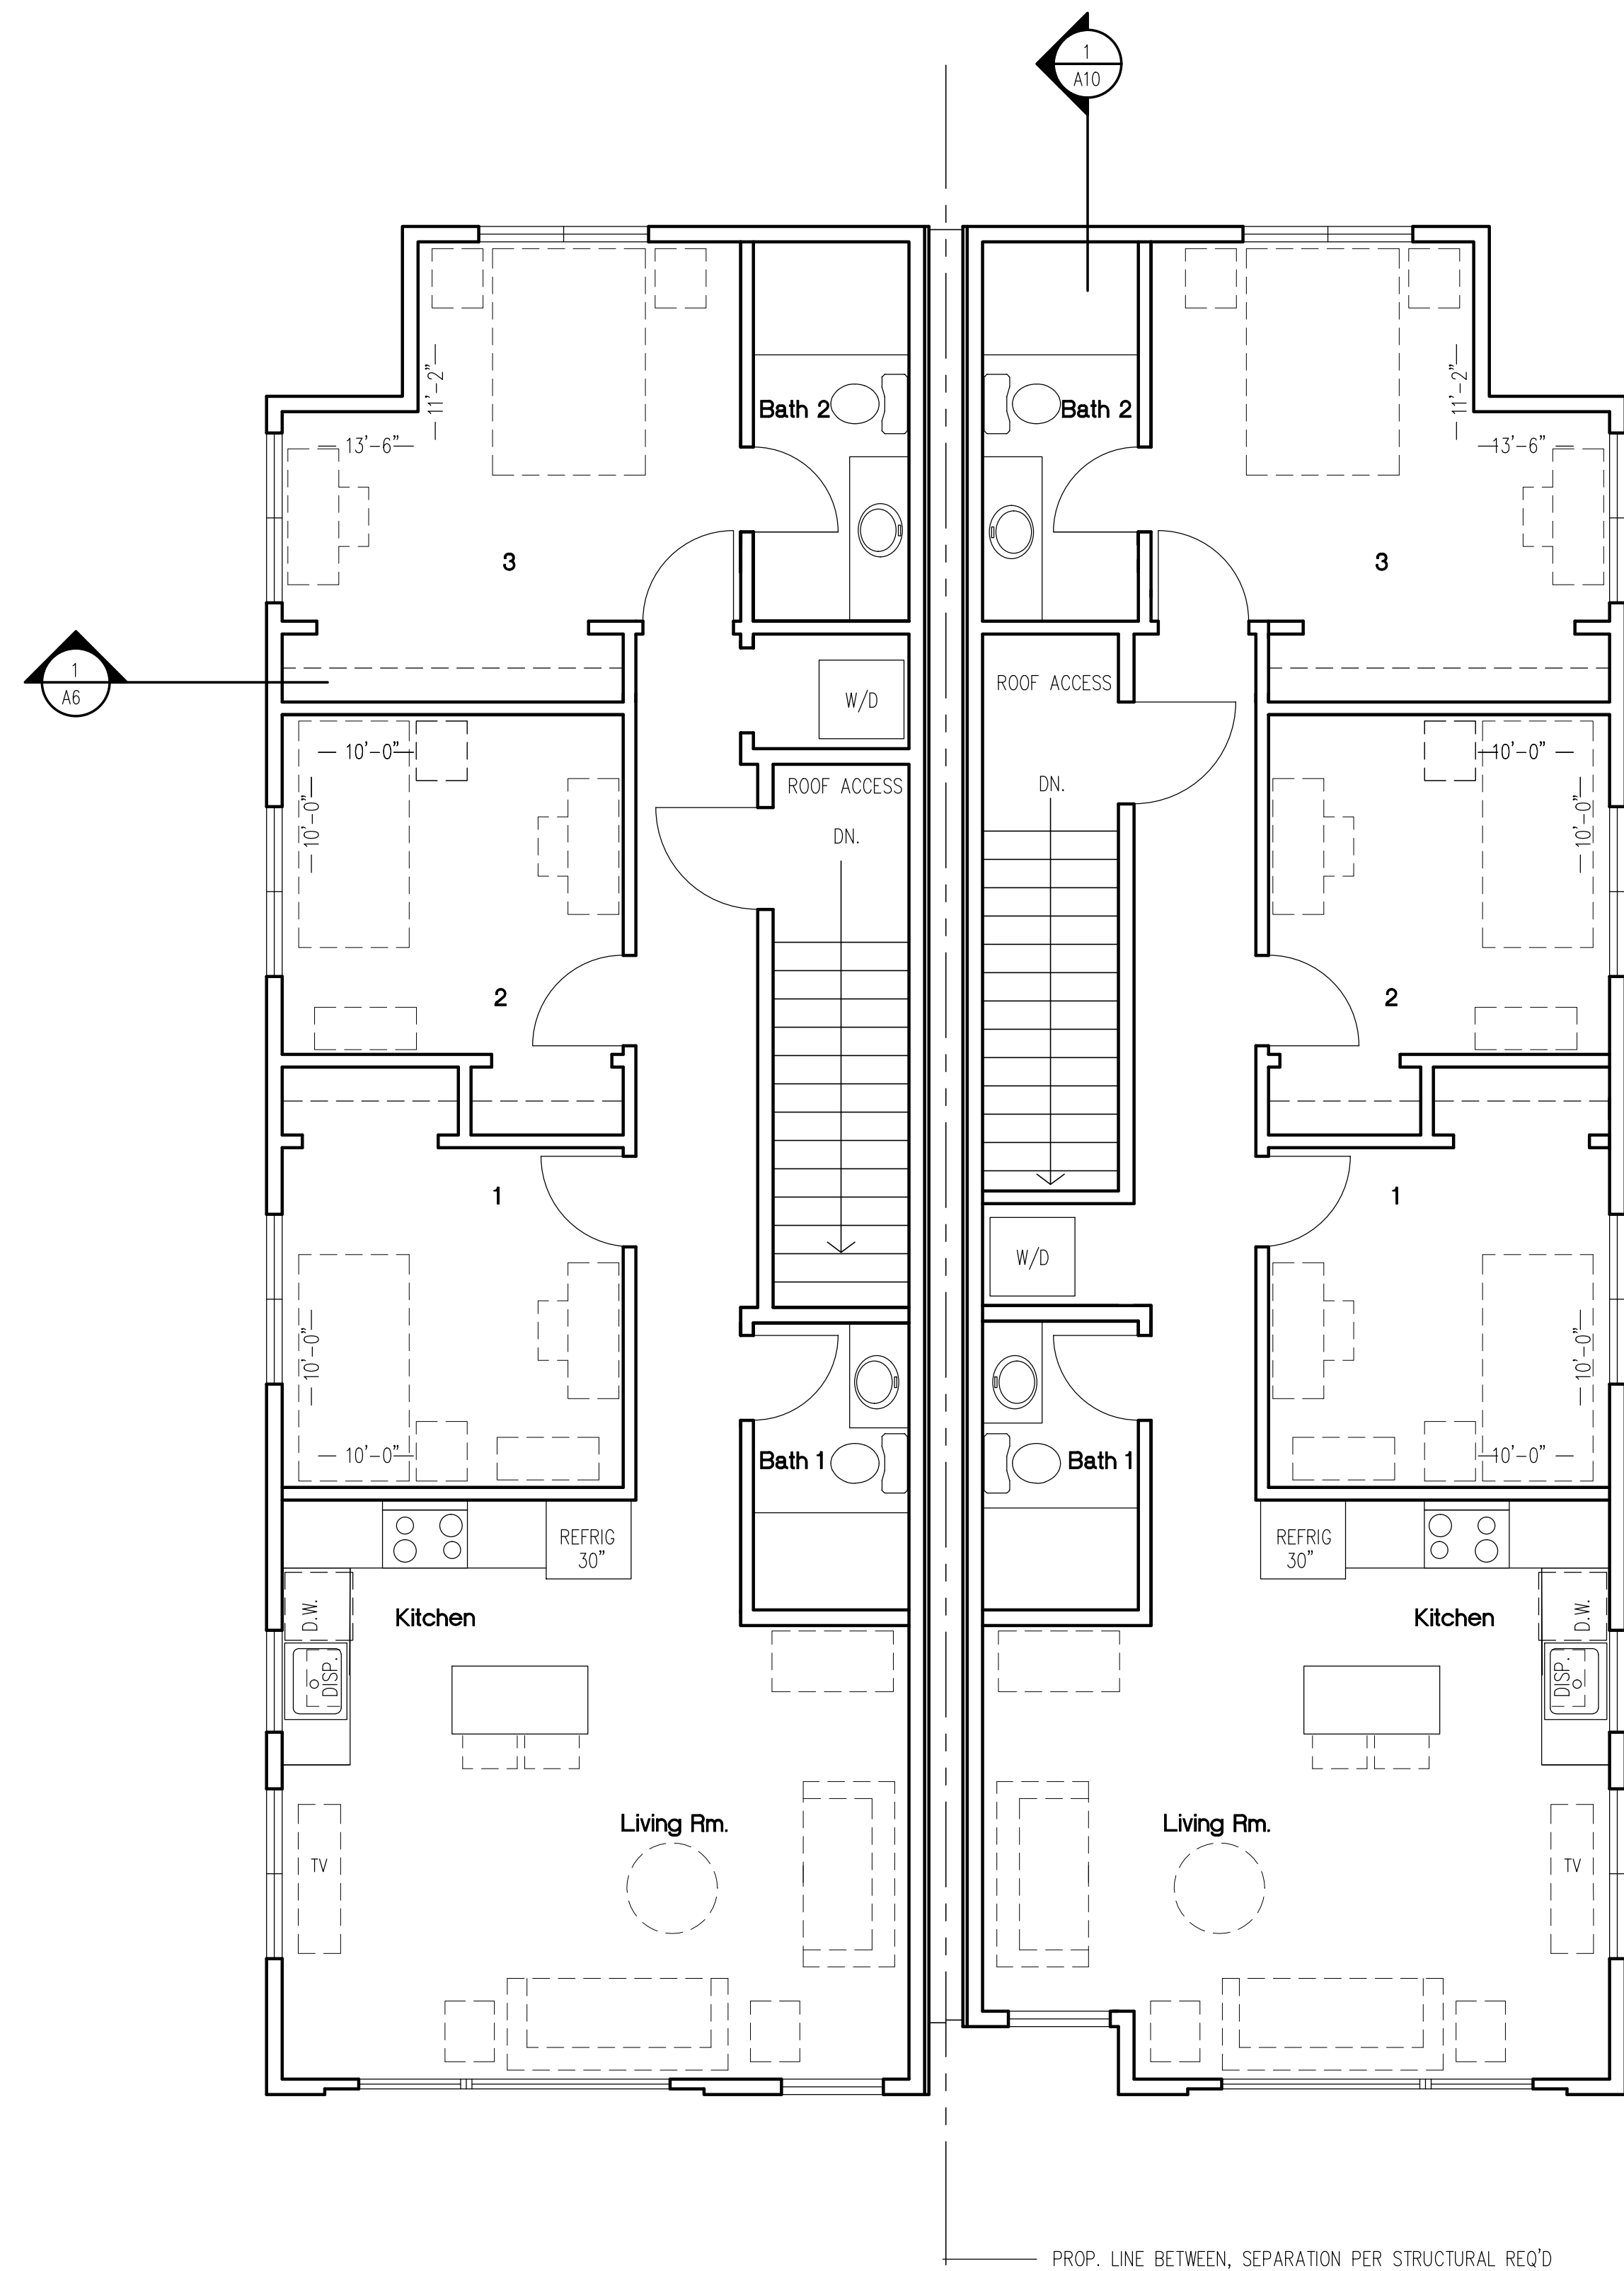 1
A10
Bath 2
Bath 2
11'-2"
11'-2"
13'-6"
13'-6"
3
3
1
A6
ROOF ACCESS
W/D
10'-0"
10'-0"
ROOF ACCESS
DN.
10'-0"
10'-0"
DN.
2
2
1
1
W/D
10'-0"
10'-0"
10'-0"
10'-0"
Bath 1
Bath 1
REFRIG
30"
REFRIG
30"
D.W.
Kitchen
Kitchen
D.W.
DISP.
DISP.
Living Rm.
Living Rm.
TV
TV
PROP. LINE BETWEEN, SEPARATION PER STRUCTURAL REQ'D